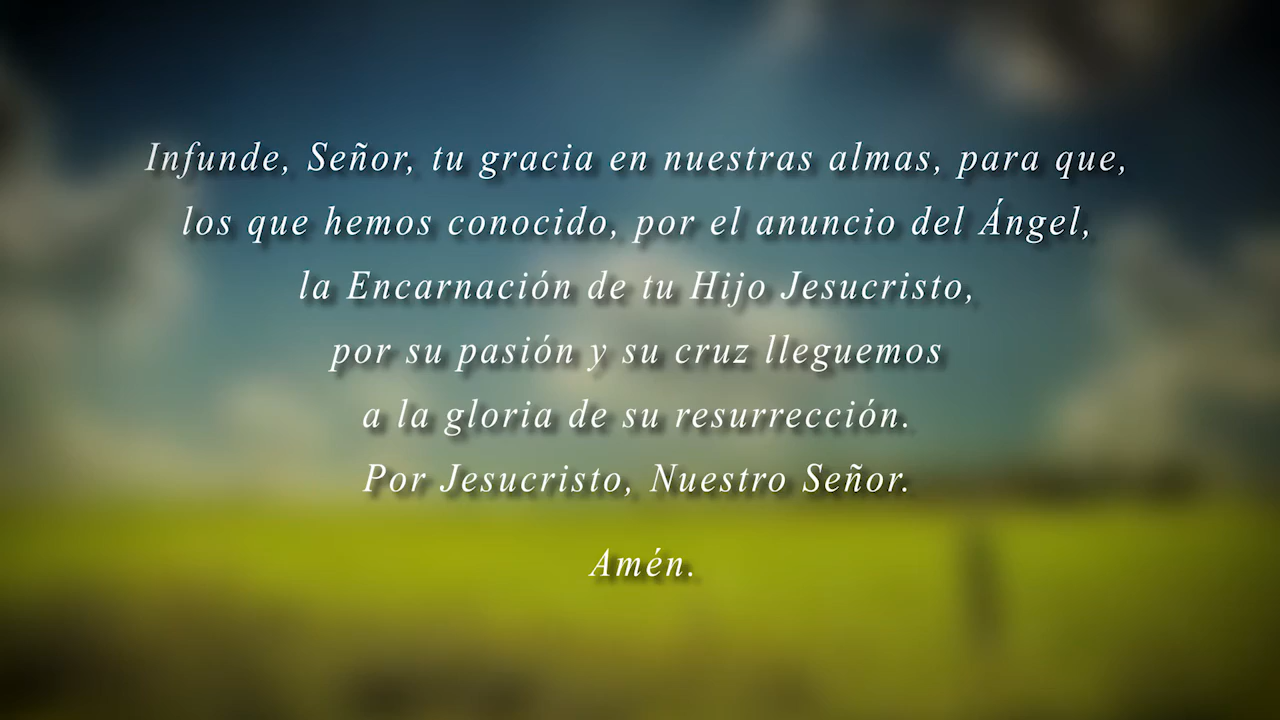 Infunde, Señor, tu gracia en nuestras almas, para que,
los que hemos conocido, por el anuncio del Ángel,
la Encarnación de tu Hijo Jesucristo,
por su pasión y su cruz lleguemos
a la gloria de su resurrección.
Por Jesucristo, Nuestro Señor.
Amén.